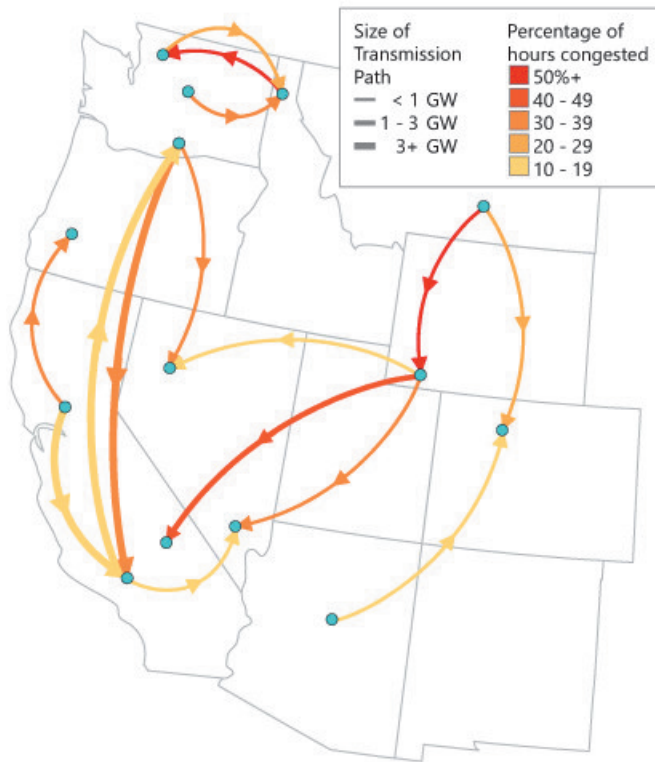 Size of
Transmission
Path
< 1 GW
1 - 3 GW
3+ GW
Percentage of
hours congested
50%+
40 - 49
30 - 39
20 - 29
10 - 19